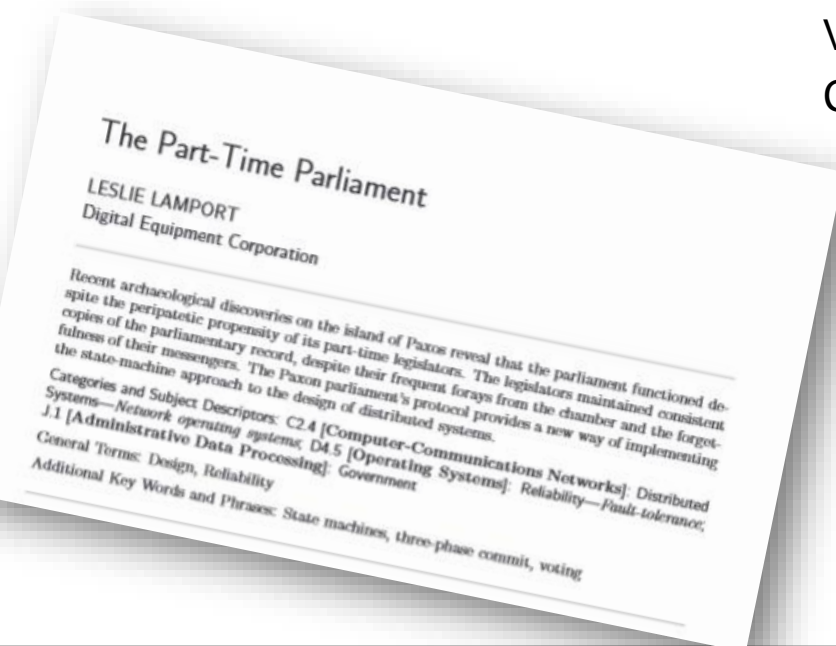 The Part-Time Parliament
LESLIE LAMPORT
Digital Equipment Corporation
Recent archaeological discoveries on the island of Paxos reveal that the parliament functioned de-
spite the peripatetic propensity of its part-time legislators. The legislators maintained consistent
copies of the parliamentary record, despite their frequent forays from the chamber and the forget-
fulness of their messengers. The Paxon parliament's protocol provides a new way of implementing
the state-machine approach to the design of distributed systems.
Categories and Subject Descriptors: C2.4 [Computer-Communications Networks]: Distributed
Systems—Network operating systems; D4.5 [Operating Systems]: Reliability—Fault-tolerance;
J.1 [Administrative Data Processing]: Government
General Terms: Design, Reliability
Additional Key Words and Phrases: State machines, three-phase commit, voting